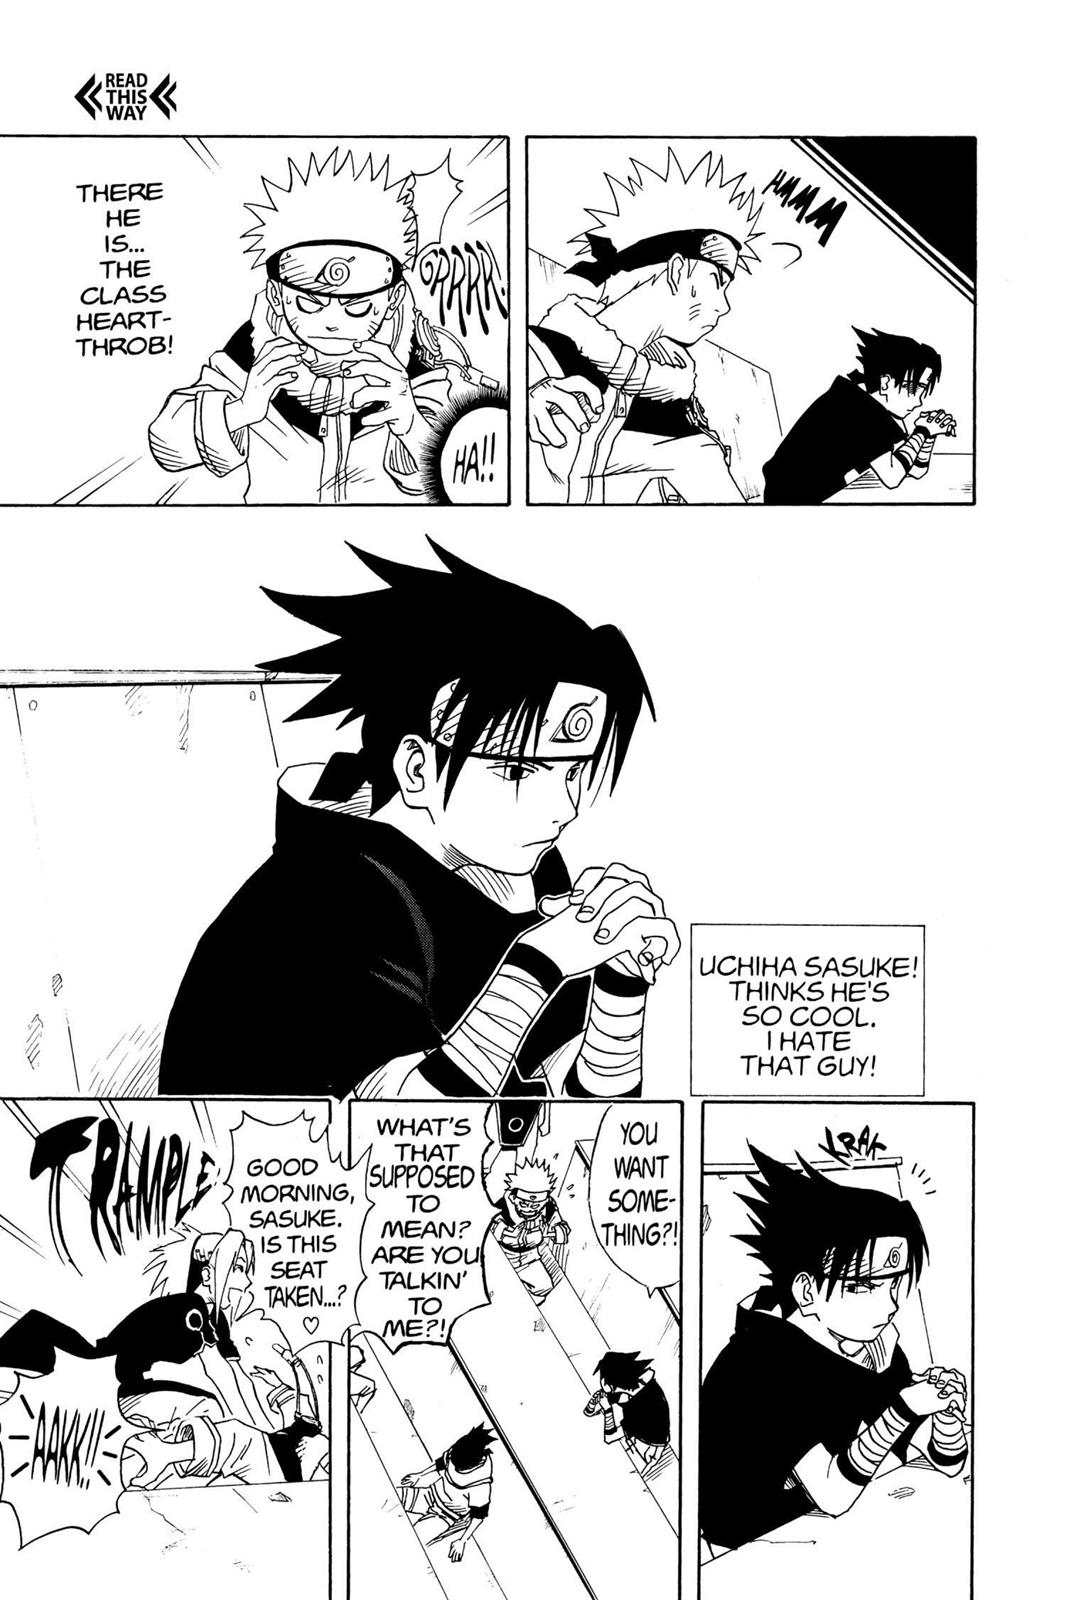 READ
THIS
WAY
HMMM
THERE
HE
IS...
THE
CLASS
HEART-
THROB!
GRRRR!
HA!!
UCHIHA SASUKE!
THINKS HE'S
SO COOL.
I HATE
THAT GUY!
KRAK
YOU
WANT
SOME-
THING?!
WHAT'S
THAT
SUPPOSED
TO
MEAN?
ARE YOU
TALKIN'
TO
ME?!
GOOD
MORNING,
SASUKE.
IS THIS
SEAT
TAKEN...?
♡
TRAMPLE
AAKK!!